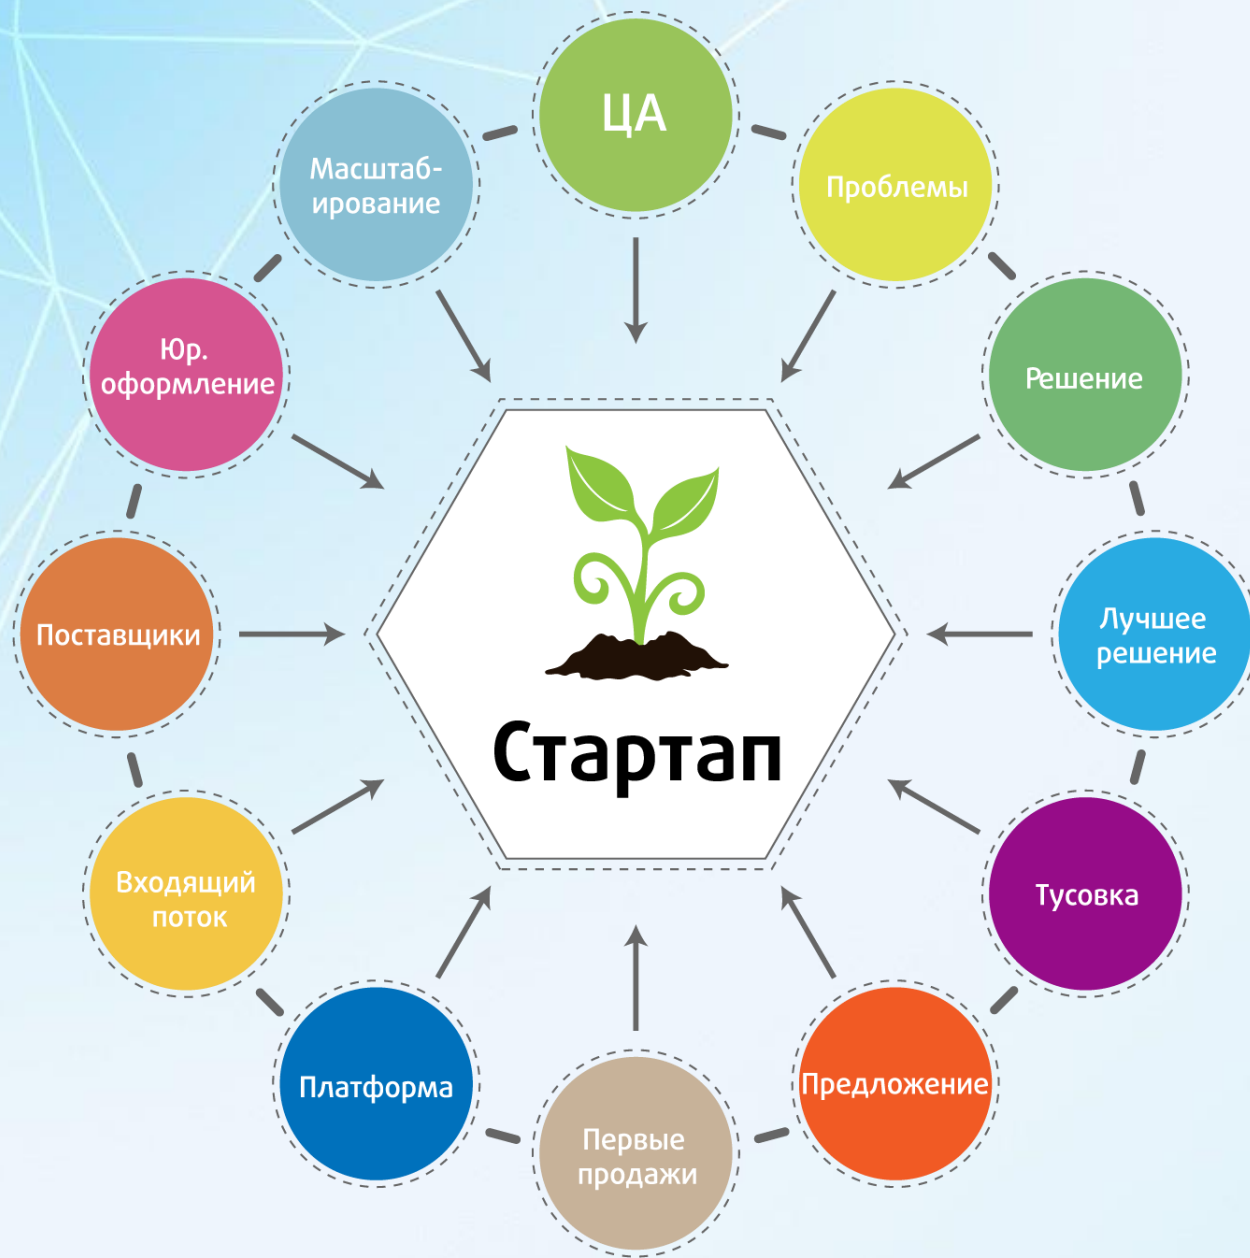 ЦА
Проблемы
Решение
Лучшее
решение
Тусовка
Предложение
Первые
продажи
Платформа
Входящий
поток
Поставщики
Юр.
оформление
Масштаб-
ирование
Стартап